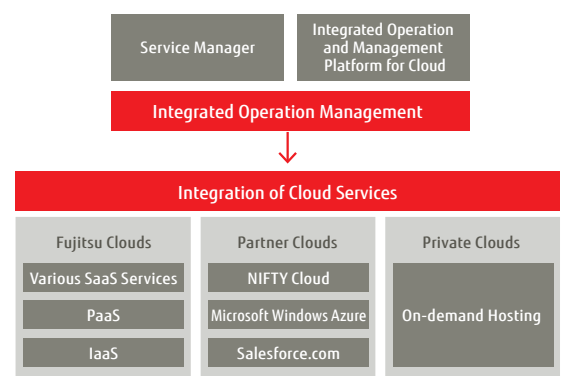 Service Manager
Integrated Operation
and Management
Platform for Cloud
Integrated Operation Management
Integration of Cloud Services
Fujitsu Clouds
Various SaaS Services
PaaS
IaaS
Partner Clouds
NIFTY Cloud
Microsoft Windows Azure
Salesforce.com
Private Clouds
On-demand Hosting